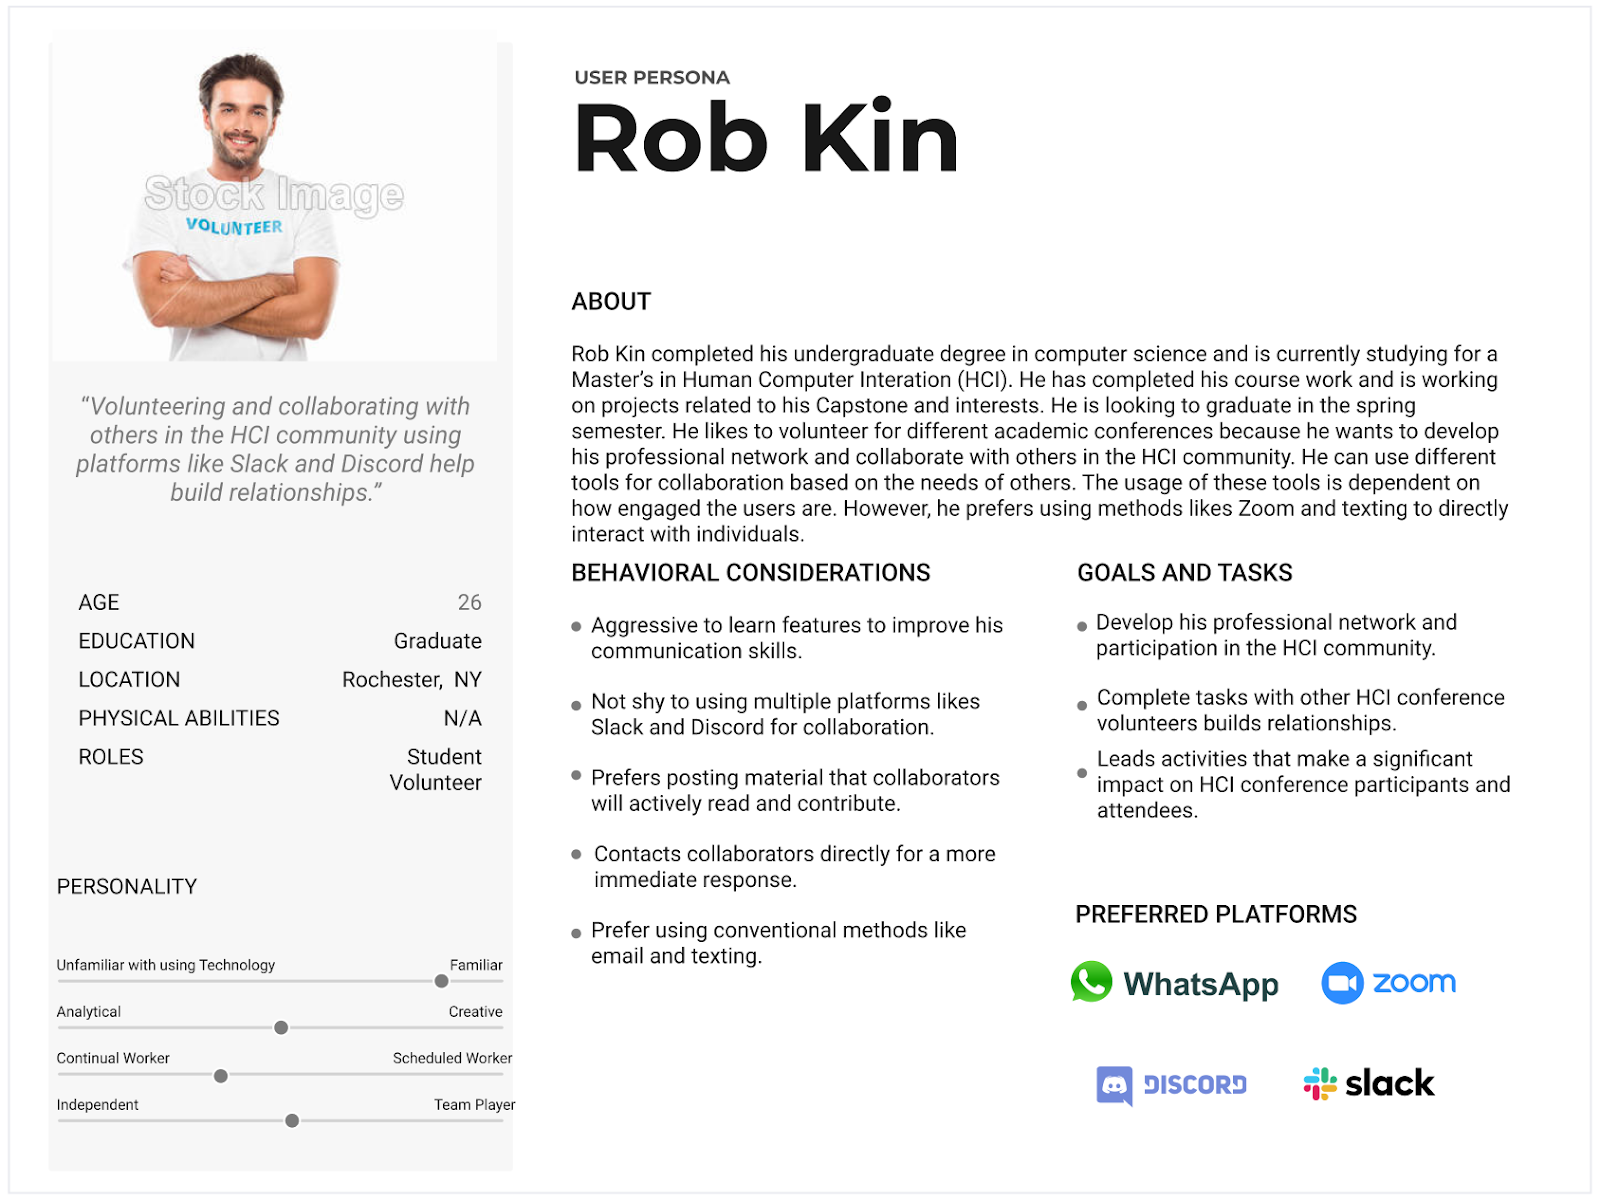 Stock Image
VOLUNTEER
“Volunteering and collaborating with
others in the HCI community using
platforms like Slack and Discord help
build relationships.”
AGE 26
EDUCATION Graduate
LOCATION Rochester, NY
PHYSICAL ABILITIES N/A
ROLES Student
Volunteer
PERSONALITY
Unfamiliar with using Technology Familiar
Analytical Creative
Continual Worker Scheduled Worker
Independent Team Player
USER PERSONA
Rob Kin
ABOUT
Rob Kin completed his undergraduate degree in computer science and is currently studying for a
Master’s in Human Computer Interation (HCI). He has completed his course work and is working
on projects related to his Capstone and interests. He is looking to graduate in the spring
semester. He likes to volunteer for different academic conferences because he wants to develop
his professional network and collaborate with others in the HCI community. He can use different
tools for collaboration based on the needs of others. The usage of these tools is dependent on
how engaged the users are. However, he prefers using methods likes Zoom and texting to directly
interact with individuals.
BEHAVIORAL CONSIDERATIONS
Aggressive to learn features to improve his
communication skills.
Not shy to using multiple platforms likes
Slack and Discord for collaboration.
Prefers posting material that collaborators
will actively read and contribute.
Contacts collaborators directly for a more
immediate response.
Prefer using conventional methods like
email and texting.
GOALS AND TASKS
Develop his professional network and
participation in the HCI community.
Complete tasks with other HCI conference
volunteers builds relationships.
Leads activities that make a significant
impact on HCI conference participants and
attendees.
PREFERRED PLATFORMS
WhatsApp zoom
DISCORD slack